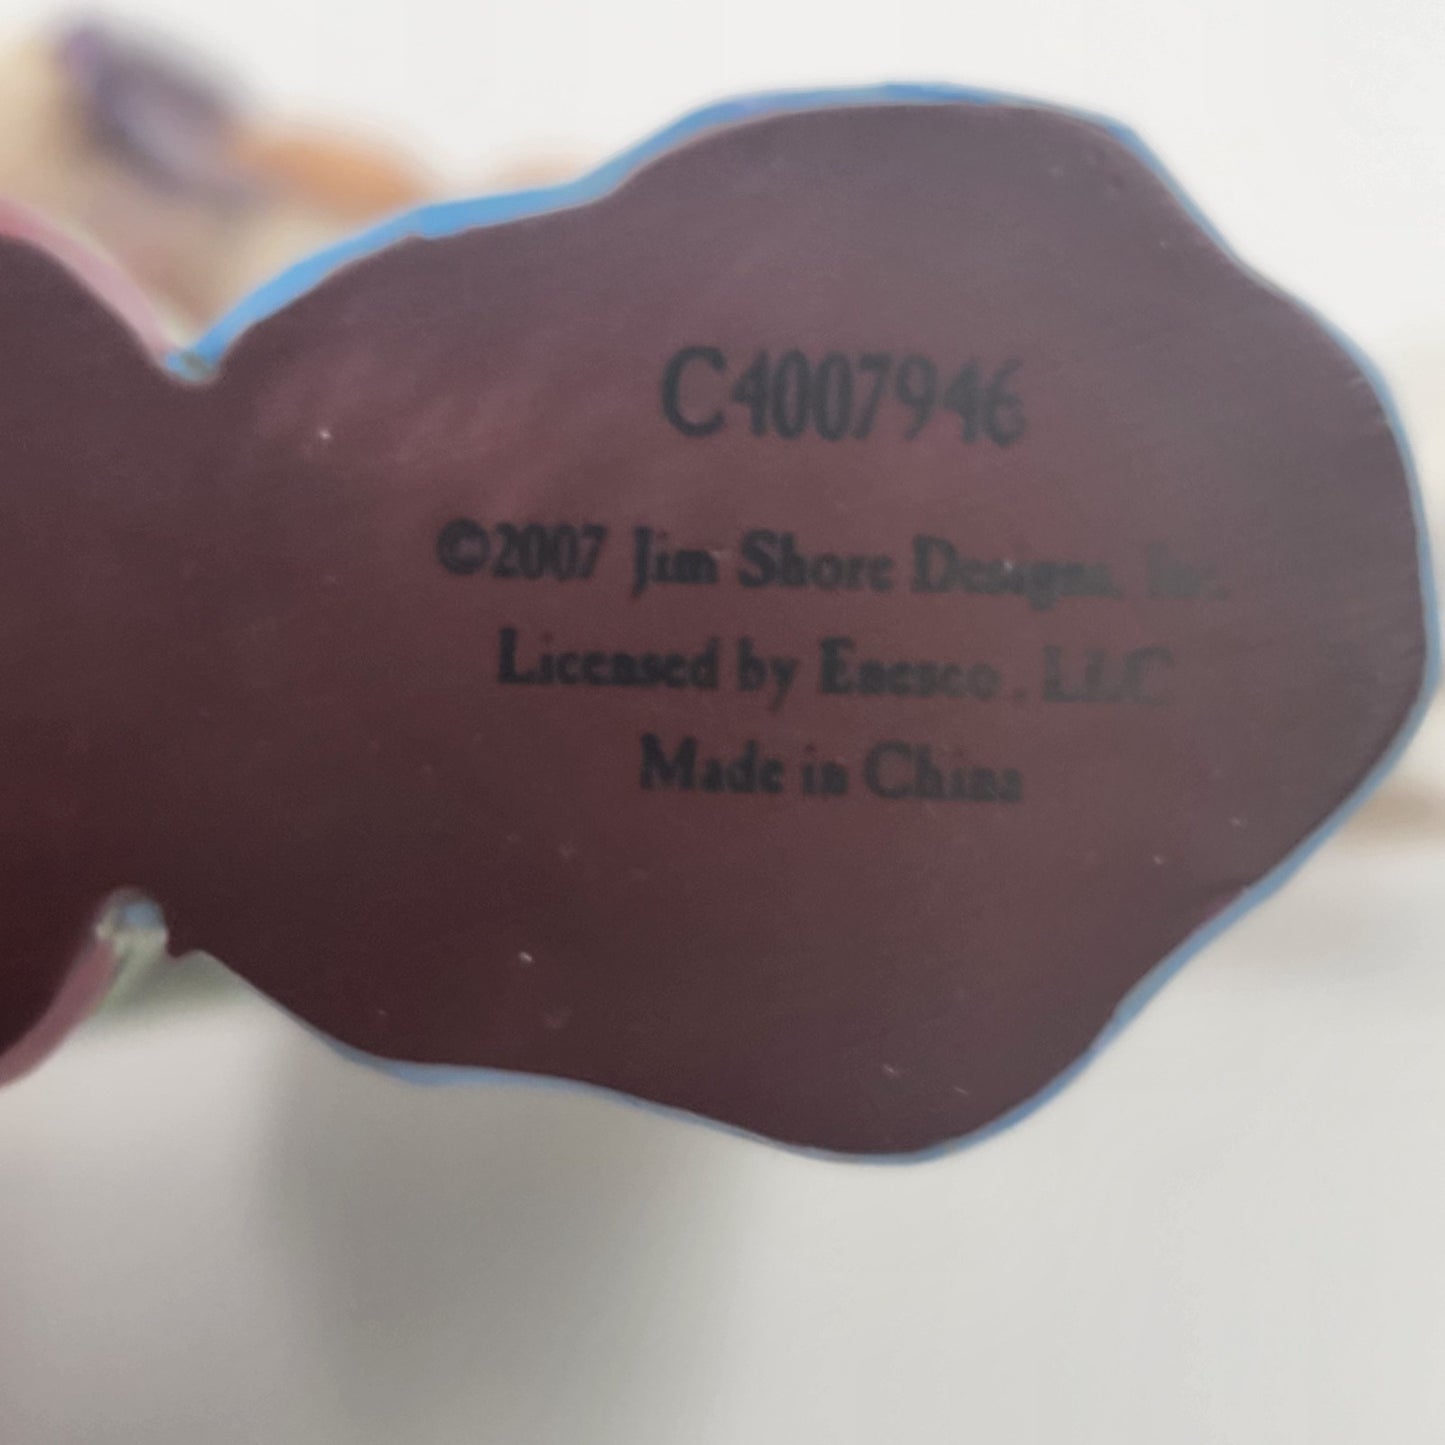 C4007946
©2007 Jim Shore Designs, Inc.
Licensed by Enesco, LLC
Made in China